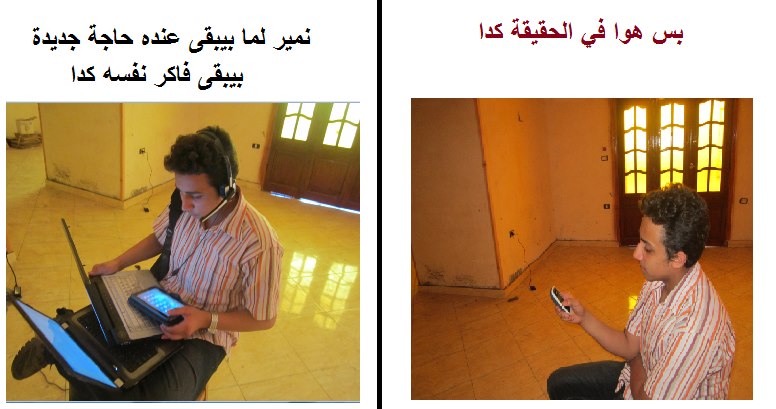 نمير لما بيبقى عنده حاجة جديدة
بيبقى فاكر نفسه كدا
بس هوا في الحقيقة كدا